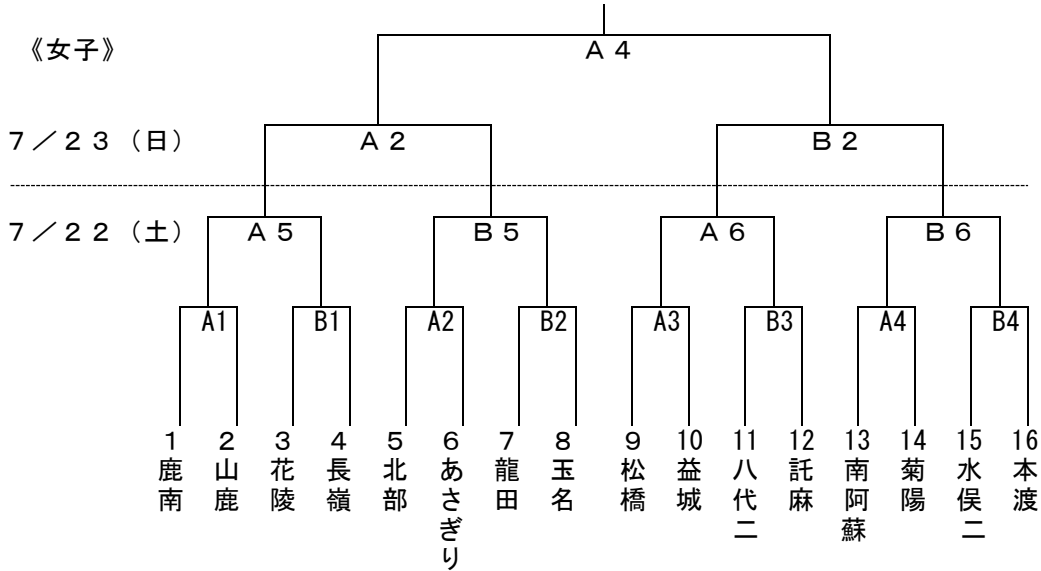 《女子》
Ａ４
７／２３（日）
Ａ２
Ｂ２
７／２２（土）
Ａ５
Ｂ５
Ａ６
Ｂ６
A1
B1
A2
B2
A3
B3
A4
B4
1 鹿南
2 山鹿
3 花陵
4 長嶺
5 北部
6 あさぎり
7 龍田
8 玉名
9 松橋
10 益城
11 八代二
12 託麻
13 南阿蘇
14 菊陽
15 水俣二
16 本渡